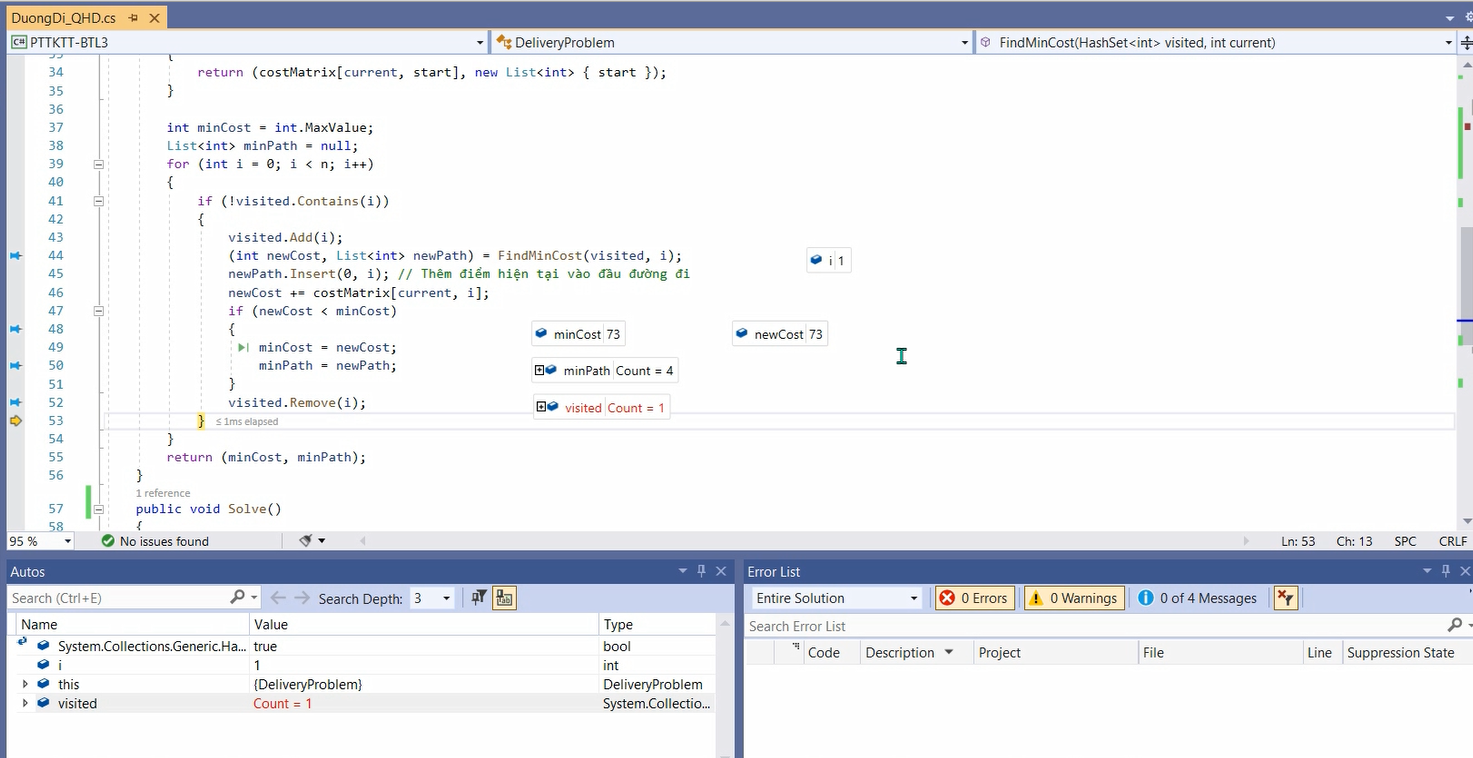 DuongDi_QHD.cs
PTTKTT-BTL3 DeliveryProblem FindMinCost(HashSet<int> visited, int current)
33 {
34 return (costMatrix[current, start], new List<int> { start });
35 }
36
37 int minCost = int.MaxValue;
38 List<int> minPath = null;
39 for (int i = 0; i < n; i++)
40 {
41 if (!visited.Contains(i))
42 {
43 visited.Add(i);
44 (int newCost, List<int> newPath) = FindMinCost(visited, i); i 1
45 newPath.Insert(0, i); // Thêm điểm hiện tại vào đầu đường đi
46 newCost += costMatrix[current, i];
47 if (newCost < minCost)
48 { minCost 73 newCost 73
49 minCost = newCost;
50 minPath = newPath; minPath Count = 4
51 }
52 visited.Remove(i); visited Count = 1
53 } ≤ 1ms elapsed
54 }
55 return (minCost, minPath);
56 }
1 reference
57 public void Solve()
58 {
95 % No issues found Ln: 53 Ch: 13 SPC CRLF
Autos
Search (Ctrl+E) Search Depth: 3
Name Value Type
System.Collections.Generic.Ha... true bool
i 1 int
this {DeliveryProblem} DeliveryProblem
visited Count = 1 System.Collectio...
Error List
Entire Solution 0 Errors 0 Warnings 0 of 4 Messages
Search Error List
Code Description Project File Line Suppression State